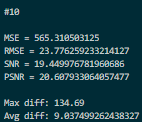 #10
MSE = 565.310503125
RMSE = 23.776259233214127
SNR = 19.449976781960686
PSNR = 20.607933064057477
Max diff: 134.69
Avg diff: 9.037499262438327